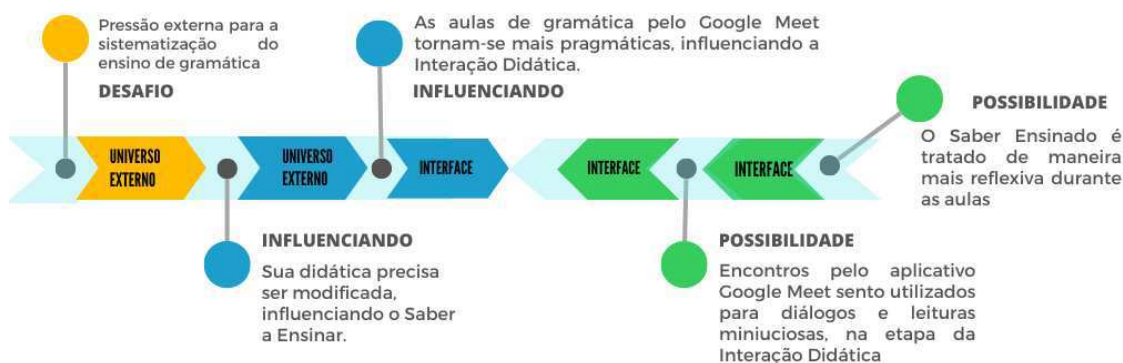 Pressão externa para a
sistematização do
ensino de gramática
DESAFIO
As aulas de gramática pelo Google Meet
tornam-se mais pragmáticas, influenciando a
Interação Didática.
INFLUENCIANDO
POSSIBILIDADE
O Saber Ensinado é
tratado de maneira
mais reflexiva durante
as aulas
UNIVERSO
EXTERNO
UNIVERSO
EXTERNO
INTERFACE
INTERFACE
INTERFACE
INFLUENCIANDO
Sua didática precisa
ser modificada,
influenciando o Saber
a Ensinar.
POSSIBILIDADE
Encontros pelo aplicativo
Google Meet sento utilizados
para diálogos e leituras
miniuciosas, na etapa da
Interação Didática